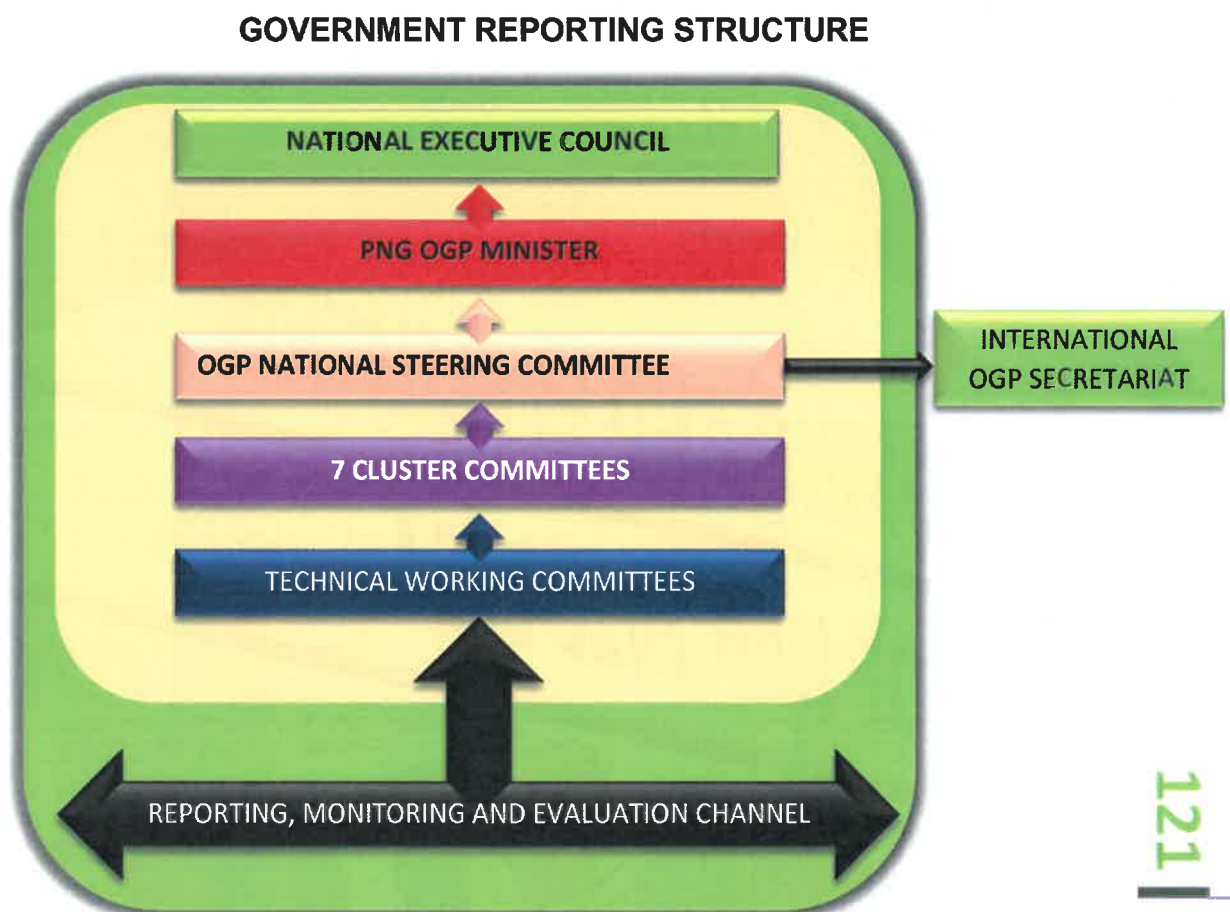 GOVERNMENT REPORTING STRUCTURE
NATIONAL EXECUTIVE COUNCIL
PNG OGP MINISTER
OGP NATIONAL STEERING COMMITTEE
INTERNATIONAL
OGP SECRETARIAT
7 CLUSTER COMMITTEES
TECHNICAL WORKING COMMITTEES
REPORTING, MONITORING AND EVALUATION CHANNEL
121